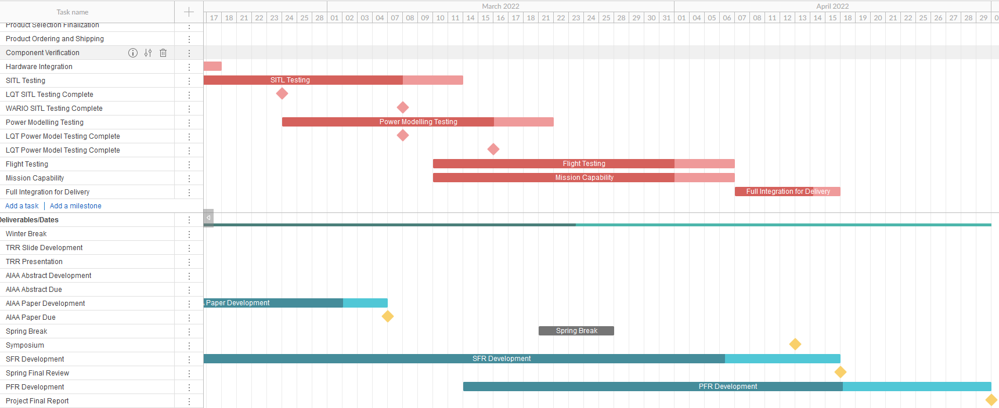 Task name
March 2022
April 2022
17 18 21 22 23 24 25 28 01 02 03 04 07 08 09 10 11 14 15 16 17 18 21 22 23 24 25 28 29 30 31 01 04 05 06 07 08 11 12 13 14 15 18 19 20 21 22 25 26 27 28 29 0
Product Selection Finalization
Product Ordering and Shipping
Component Verification
Hardware Integration
SITL Testing SITL Testing
LQT SITL Testing Complete
WARIO SITL Testing Complete
Power Modelling Testing Power Modelling Testing
LQT Power Model Testing Complete
LQT Power Model Testing Complete
Flight Testing Flight Testing
Mission Capability Mission Capability
Full Integration for Delivery Full Integration for Delivery
Add a task | Add a milestone
Deliverables/Dates
Winter Break
TRR Slide Development
TRR Presentation
AIAA Abstract Development
AIAA Abstract Due
AIAA Paper Development Paper Development
AIAA Paper Due
Spring Break Spring Break
Symposium
SFR Development SFR Development
Spring Final Review
PFR Development PFR Development
Project Final Report